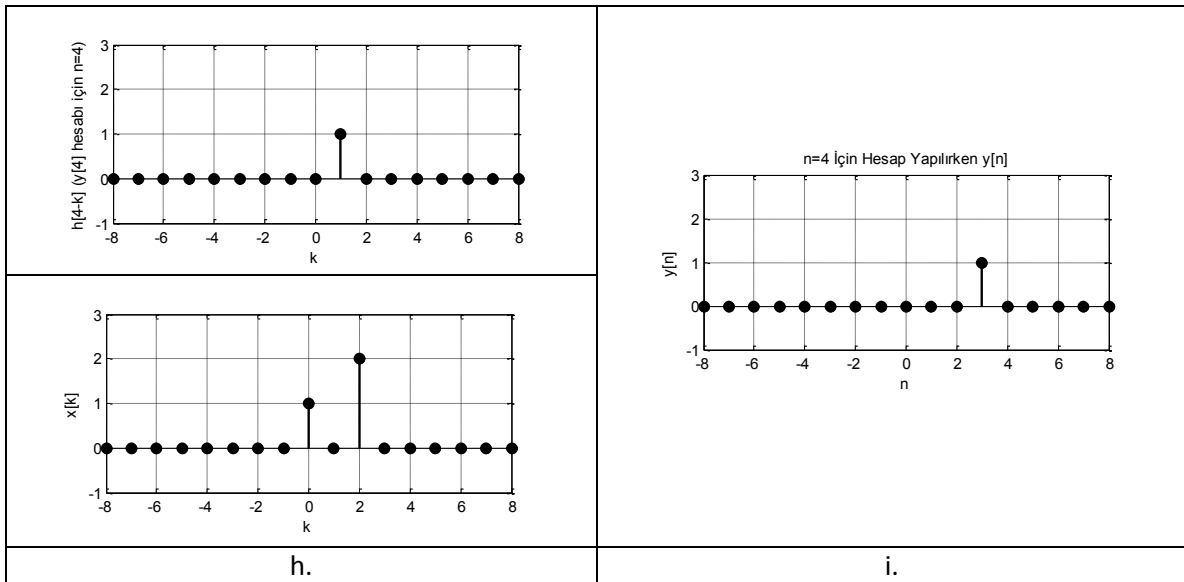 3
2
1
0
-1
-8 -6 -4 -2 0 2 4 6 8
k
h[4-k] (y[4] hesabı için n=4)
3
2
1
0
-1
-8 -6 -4 -2 0 2 4 6 8
k
x[k]
h.
n=4 İçin Hesap Yapılırken y[n]
3
2
1
0
-1
-8 -6 -4 -2 0 2 4 6 8
n
y[n]
i.